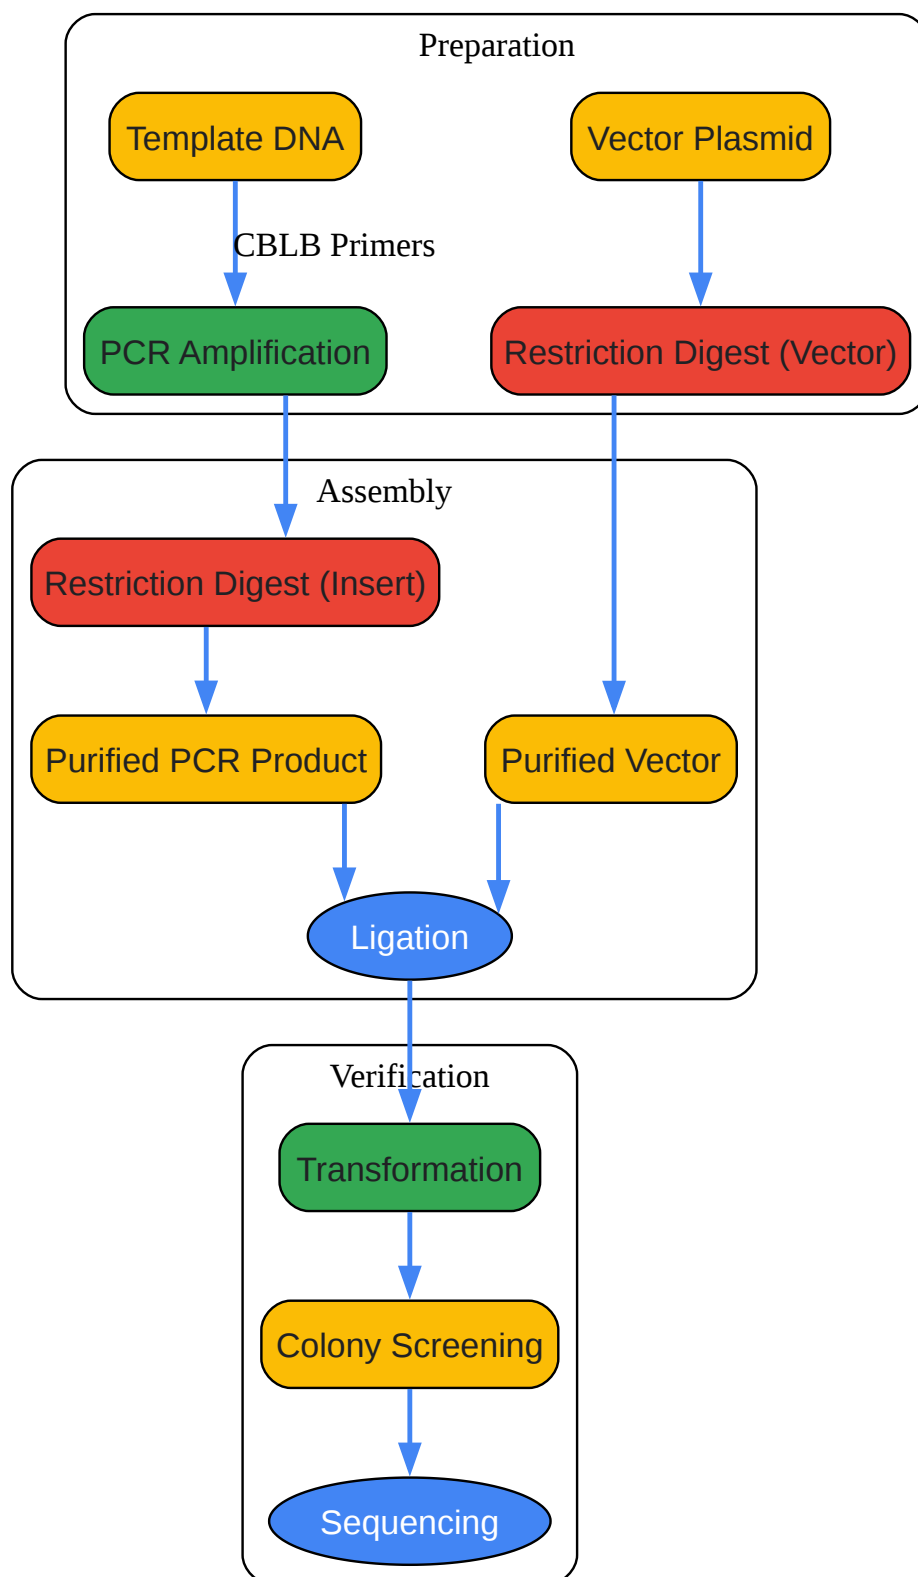 Preparation
Template DNA
Vector Plasmid
CBLB Primers
PCR Amplification
Restriction Digest (Vector)
Assembly
Restriction Digest (Insert)
Purified PCR Product
Purified Vector
Ligation
Verification
Transformation
Colony Screening
Sequencing